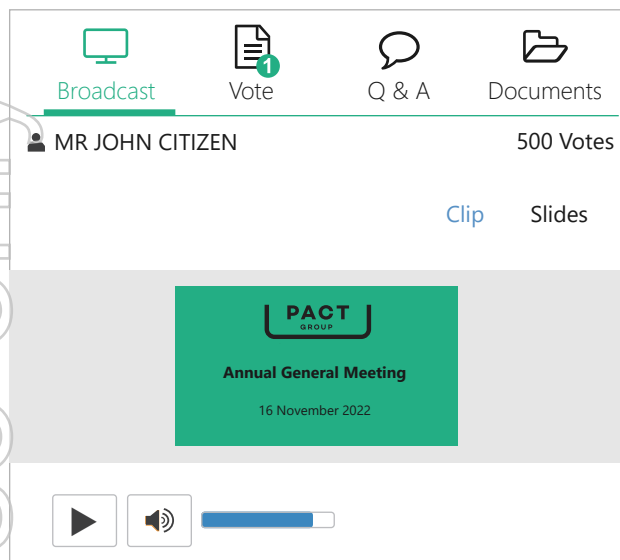 Broadcast Vote 1 Q & A Documents
MR JOHN CITIZEN 500 Votes
Clip Slides
PACT
GROUP
Annual General Meeting
16 November 2022